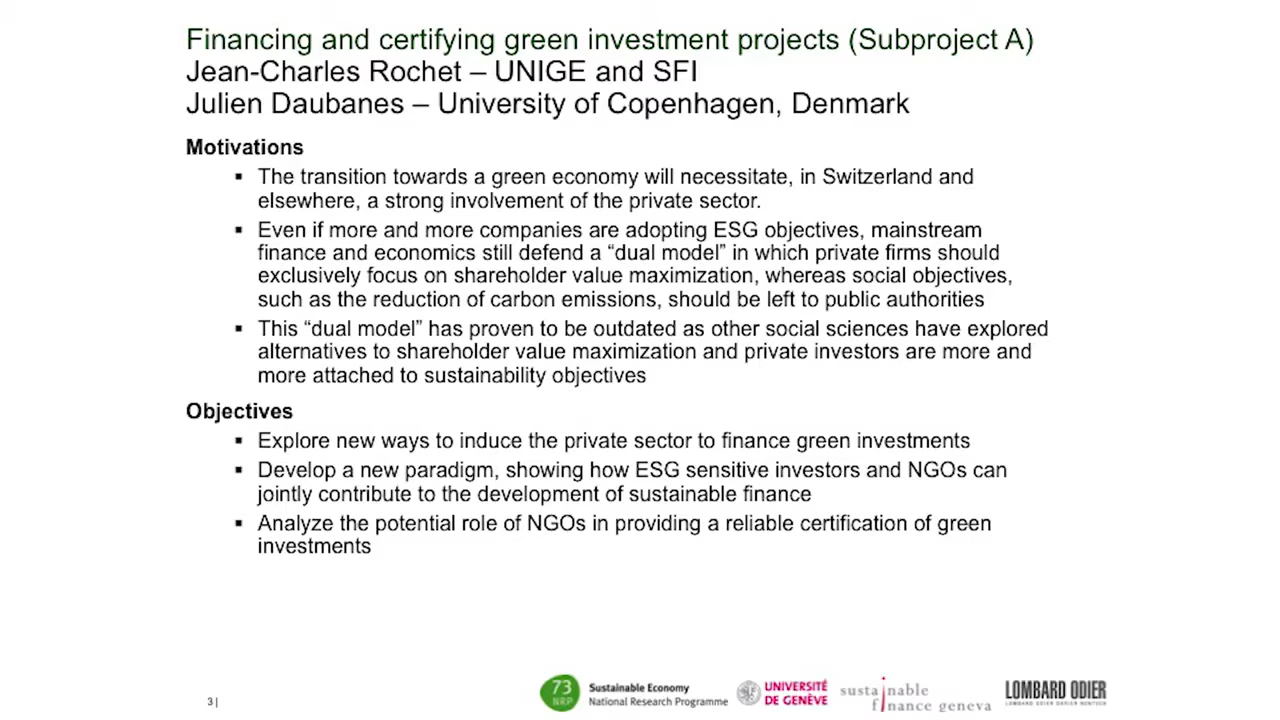 Financing and certifying green investment projects (Subproject A)
Jean-Charles Rochet – UNIGE and SFI
Julien Daubanes – University of Copenhagen, Denmark
Motivations
▪ The transition towards a green economy will necessitate, in Switzerland and
elsewhere, a strong involvement of the private sector.
▪ Even if more and more companies are adopting ESG objectives, mainstream
finance and economics still defend a “dual model” in which private firms should
exclusively focus on shareholder value maximization, whereas social objectives,
such as the reduction of carbon emissions, should be left to public authorities
▪ This “dual model” has proven to be outdated as other social sciences have explored
alternatives to shareholder value maximization and private investors are more and
more attached to sustainability objectives
Objectives
▪ Explore new ways to induce the private sector to finance green investments
▪ Develop a new paradigm, showing how ESG sensitive investors and NGOs can
jointly contribute to the development of sustainable finance
▪ Analyze the potential role of NGOs in providing a reliable certification of green
investments
3 |
73
NRP
Sustainable Economy
National Research Programme
UNIVERSITÉ
DE GENÈVE
sustainable
finance geneva
LOMBARD ODIER
LOMBARD ODIER DARIER HENTSCH